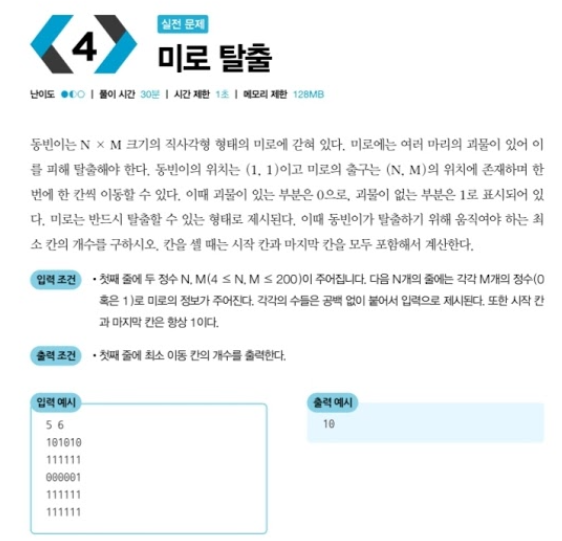 4
실전 문제
미로 탈출
난이도 | 풀이 시간 30분 | 시간 제한 1초 | 메모리 제한 128MB
동빈이는 N × M 크기의 직사각형 형태의 미로에 갇혀 있다. 미로에는 여러 마리의 괴물이 있어 이
를 피해 탈출해야 한다. 동빈이의 위치는 (1, 1)이고 미로의 출구는 (N, M)의 위치에 존재하며 한
번에 한 칸씩 이동할 수 있다. 이때 괴물이 있는 부분은 0으로, 괴물이 없는 부분은 1로 표시되어 있
다. 미로는 반드시 탈출할 수 있는 형태로 제시된다. 이때 동빈이가 탈출하기 위해 움직여야 하는 최
소 칸의 개수를 구하시오. 칸을 셀 때는 시작 칸과 마지막 칸을 모두 포함해서 계산한다.
입력 조건 • 첫째 줄에 두 정수 N, M(4 ≤ N, M ≤ 200)이 주어집니다. 다음 N개의 줄에는 각각 M개의 정수(0
혹은 1)로 미로의 정보가 주어진다. 각각의 수들은 공백 없이 붙어서 입력으로 제시된다. 또한 시작 칸
과 마지막 칸은 항상 1이다.
출력 조건 • 첫째 줄에 최소 이동 칸의 개수를 출력한다.
입력 예시
5 6
101010
111111
000001
111111
111111
출력 예시
10